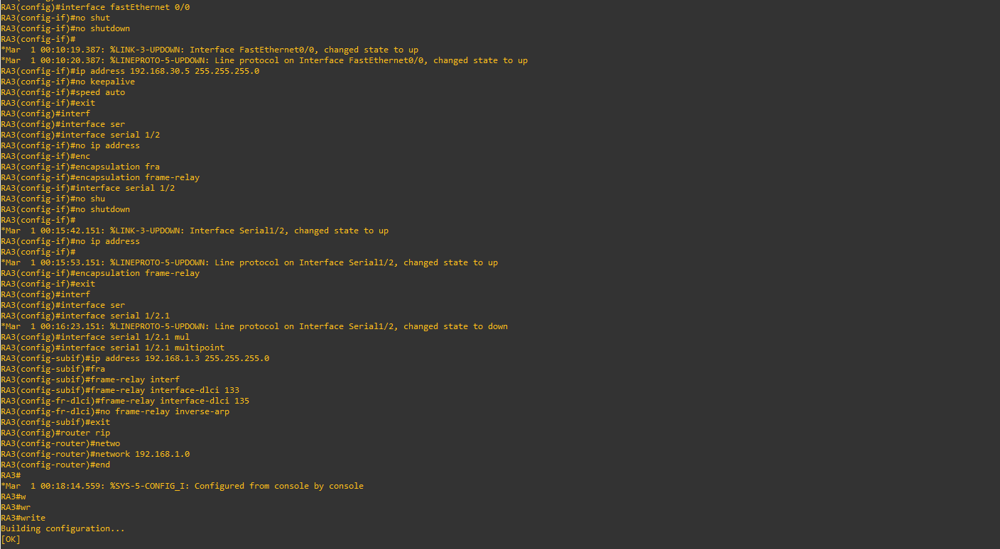 RA3(config)#interface fastEthernet 0/0
RA3(config-if)#no shut
RA3(config-if)#no shutdown
RA3(config-if)#
*Mar  1 00:10:19.387: %LINK-3-UPDOWN: Interface FastEthernet0/0, changed state to up
*Mar  1 00:10:20.387: %LINEPROTO-5-UPDOWN: Line protocol on Interface FastEthernet0/0, changed state to up
RA3(config-if)#ip address 192.168.30.5 255.255.255.0
RA3(config-if)#no keepalive
RA3(config-if)#speed auto
RA3(config-if)#exit
RA3(config)#interf
RA3(config)#interface ser
RA3(config)#interface serial 1/2
RA3(config-if)#no ip address
RA3(config-if)#enc
RA3(config-if)#encapsulation fra
RA3(config-if)#encapsulation frame-relay
RA3(config-if)#interface serial 1/2
RA3(config-if)#no shu
RA3(config-if)#no shutdown
RA3(config-if)#
*Mar  1 00:15:42.151: %LINK-3-UPDOWN: Interface Serial1/2, changed state to up
RA3(config-if)#no ip address
RA3(config-if)#
*Mar  1 00:15:53.151: %LINEPROTO-5-UPDOWN: Line protocol on Interface Serial1/2, changed state to up
RA3(config-if)#encapsulation frame-relay
RA3(config-if)#exit
RA3(config)#interf
RA3(config)#interface ser
RA3(config)#interface serial 1/2.1
*Mar  1 00:16:23.151: %LINEPROTO-5-UPDOWN: Line protocol on Interface Serial1/2, changed state to down
RA3(config)#interface serial 1/2.1 mul
RA3(config)#interface serial 1/2.1 multipoint
RA3(config-subif)#ip address 192.168.1.3 255.255.255.0
RA3(config-subif)#fra
RA3(config-subif)#frame-relay interf
RA3(config-subif)#frame-relay interface-dlci 133
RA3(config-fr-dlci)#frame-relay interface-dlci 135
RA3(config-fr-dlci)#no frame-relay inverse-arp
RA3(config-subif)#exit
RA3(config)#router rip
RA3(config-router)#netwo
RA3(config-router)#network 192.168.1.0
RA3(config-router)#end
RA3#
*Mar  1 00:18:14.559: %SYS-5-CONFIG_I: Configured from console by console
RA3#w
RA3#wr
RA3#write
Building configuration...
[OK]